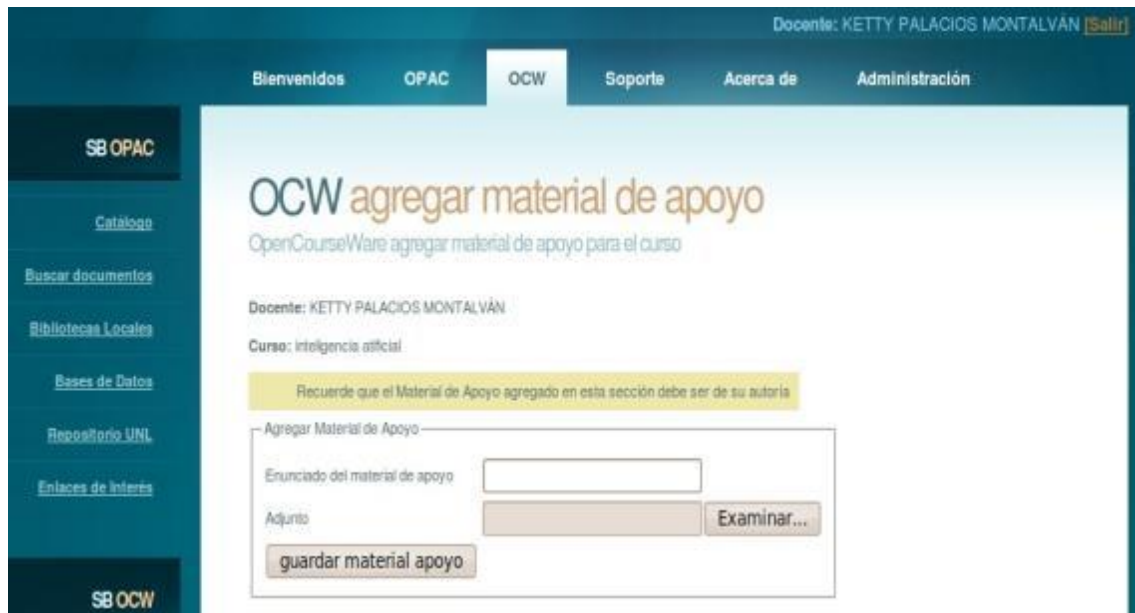 Docente: KETTY PALACIOS MONTALVÁN [Salir]
Bienvenidos OPAC OCW Soporte Acerca de Administración
SB OPAC
Catálogo
Buscar documentos
Bibliotecas Locales
Bases de Datos
Repositorio UNL
Enlaces de Interés
SB OCW
OCW agregar material de apoyo
OpenCourseWare agregar material de apoyo para el curso
Docente: KETTY PALACIOS MONTALVÁN
Curso: inteligencia atificial
Recuerde que el Material de Apoyo agregado en esta sección debe ser de su autoría
Agregar Material de Apoyo
Enunciado del material de apoyo
Adjunto Examinar...
guardar material apoyo